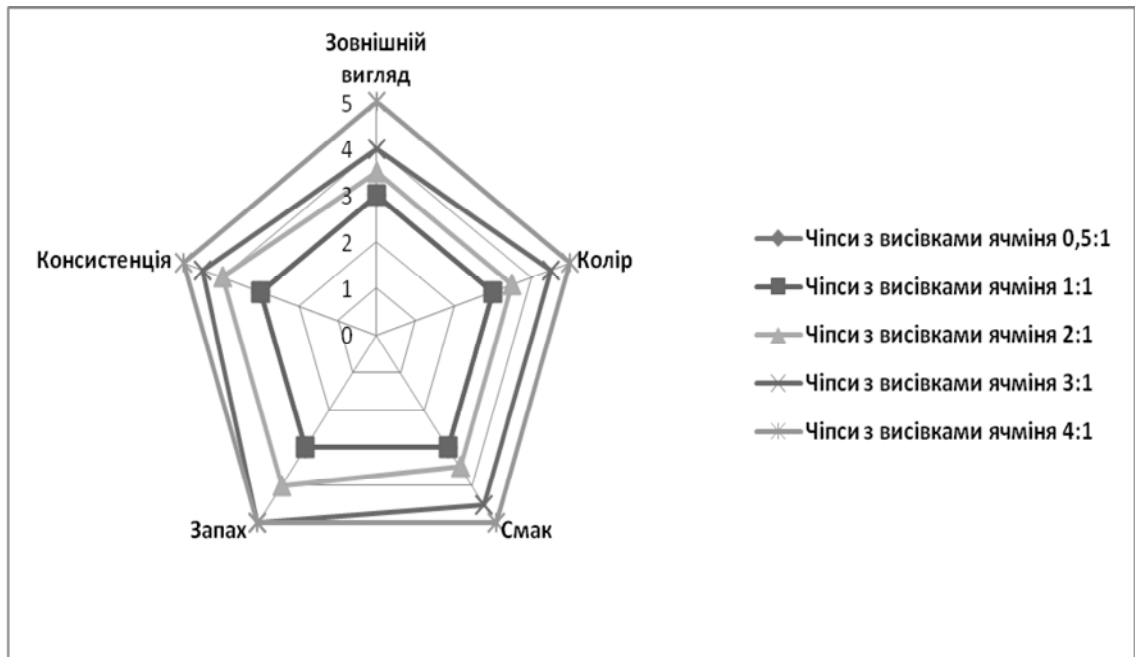 Зовнішній
вигляд
5
4
3
2
1
0
Консистенція
Колір
Запах
Смак
Чіпси з висівками ячміня 0,5:1
Чіпси з висівками ячміня 1:1
Чіпси з висівками ячміня 2:1
Чіпси з висівками ячміня 3:1
Чіпси з висівками ячміня 4:1